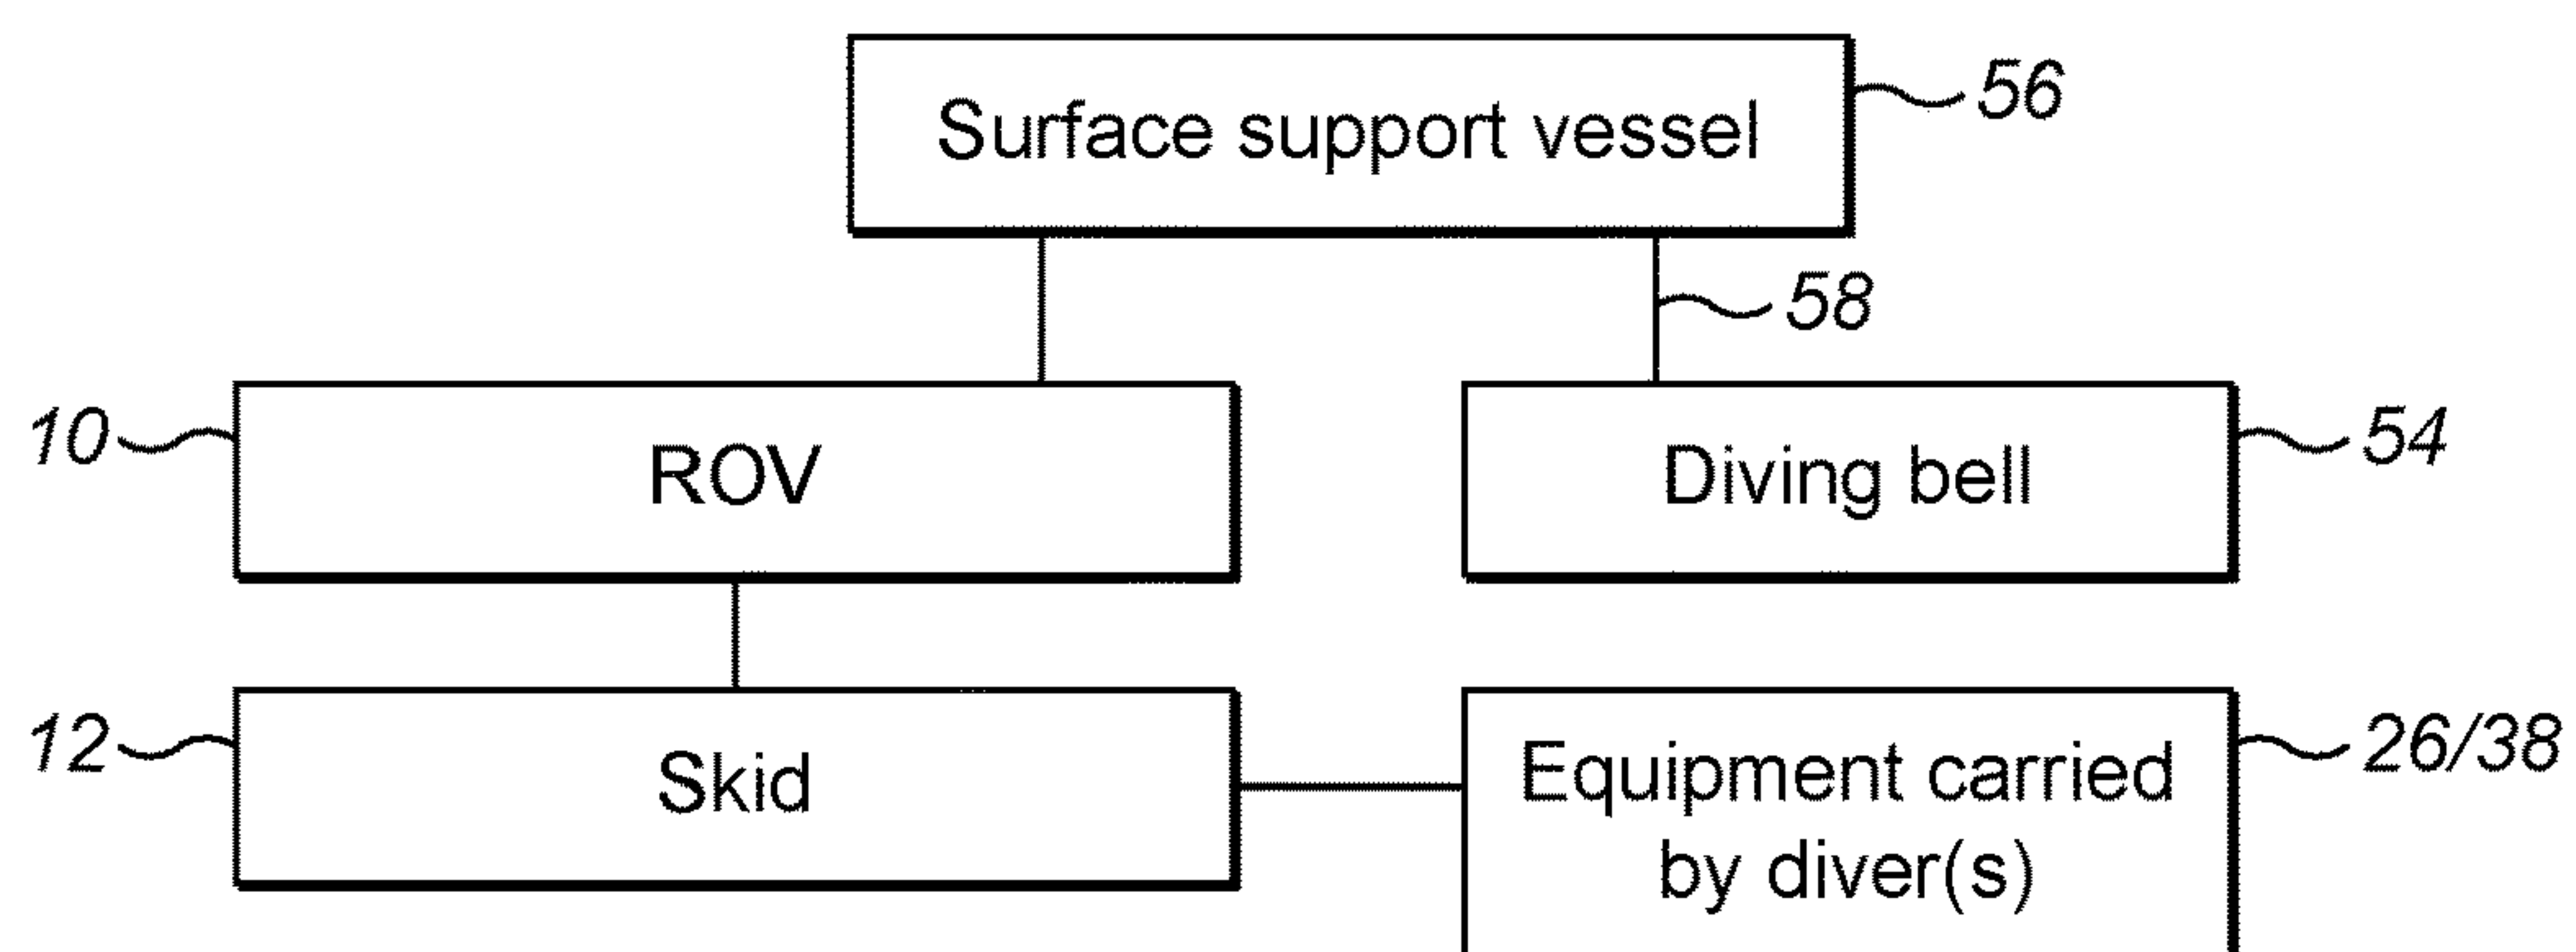 Surface support vessel
56
58
10
ROV
Diving bell
54
12
Skid
Equipment carried
by diver(s)
26/38